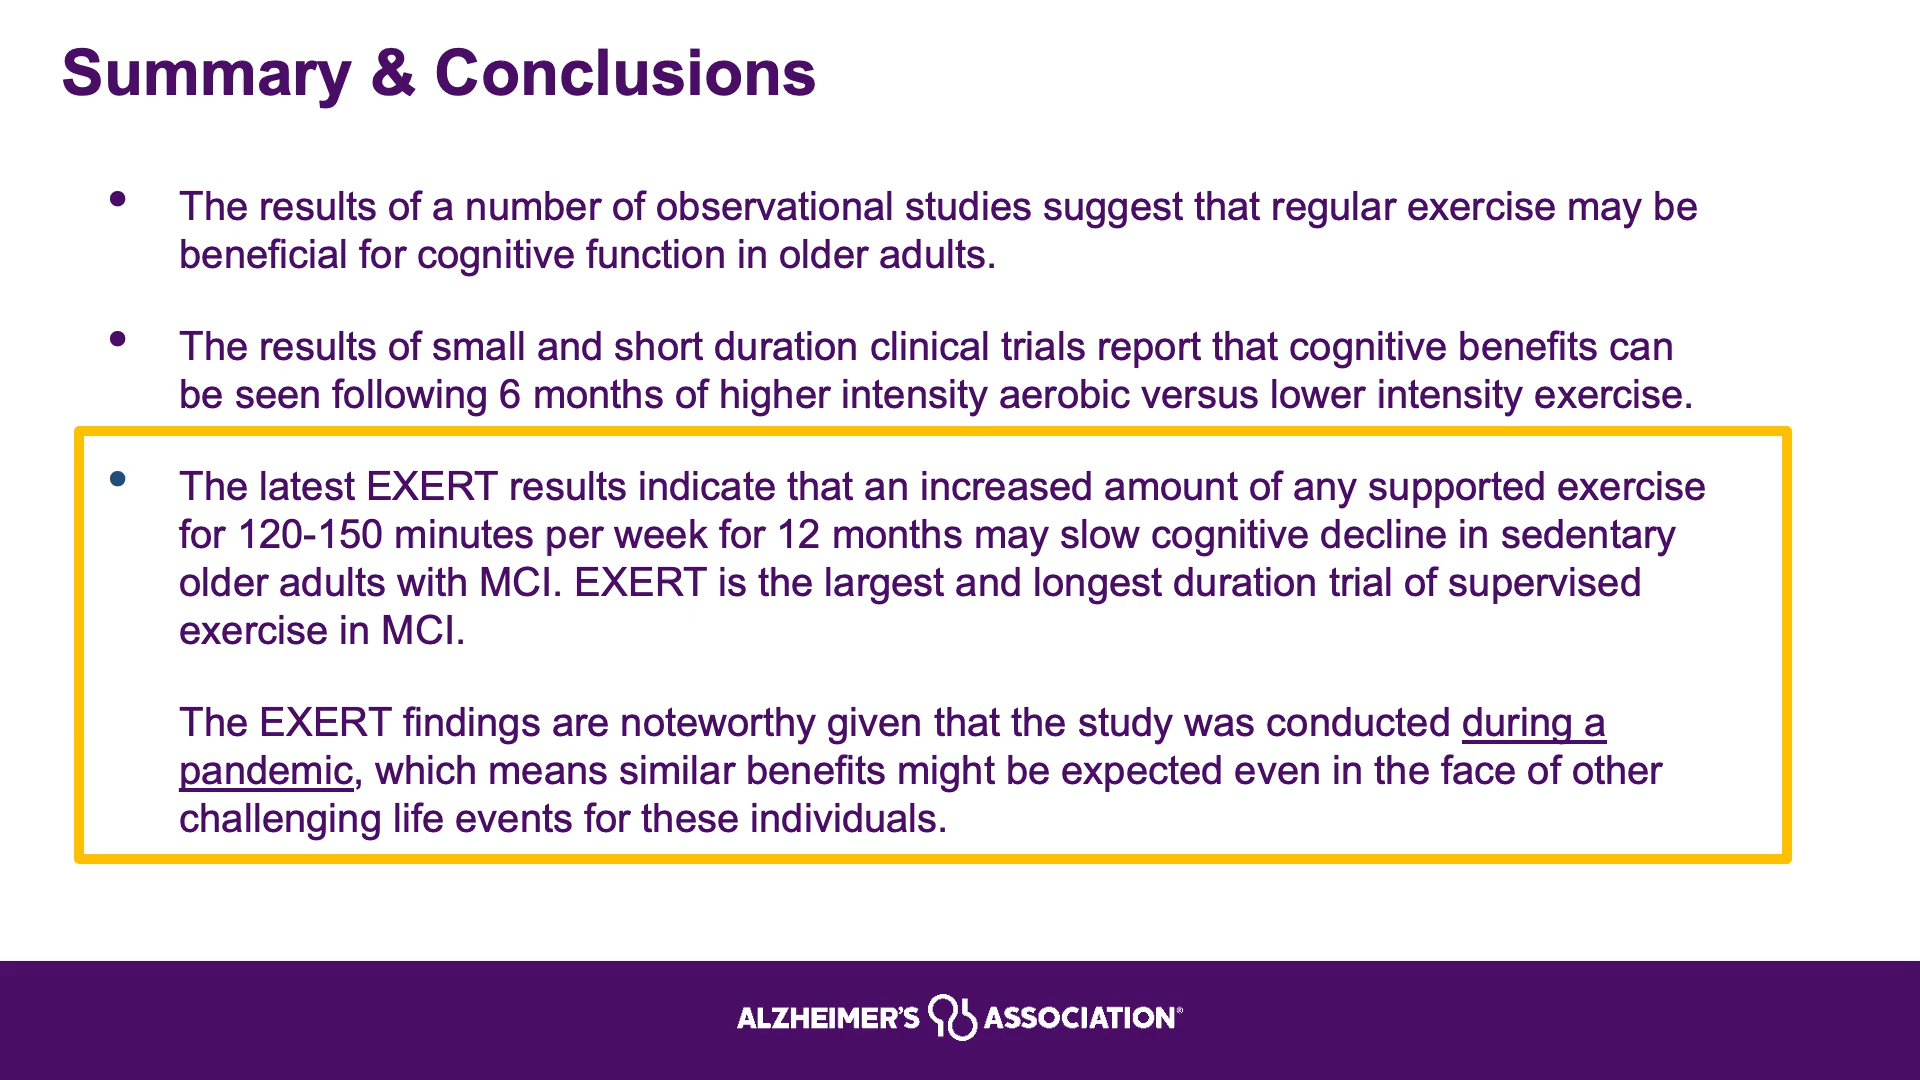 Summary & Conclusions
• The results of a number of observational studies suggest that regular exercise may be
beneficial for cognitive function in older adults.
• The results of small and short duration clinical trials report that cognitive benefits can
be seen following 6 months of higher intensity aerobic versus lower intensity exercise.
• The latest EXERT results indicate that an increased amount of any supported exercise
for 120-150 minutes per week for 12 months may slow cognitive decline in sedentary
older adults with MCI. EXERT is the largest and longest duration trial of supervised
exercise in MCI.
The EXERT findings are noteworthy given that the study was conducted during a
pandemic, which means similar benefits might be expected even in the face of other
challenging life events for these individuals.
ALZHEIMER'S ASSOCIATION®